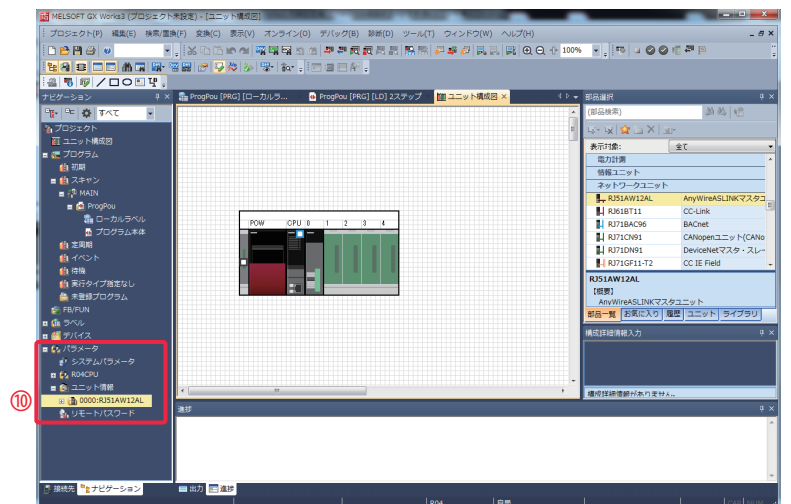 MELSOFT GX Works3 (プロジェクト未設定) - [ユニット構成図]
プロジェクト(P) 編集(E) 検索/置換(F) 変換(C) 表示(V) オンライン(O) デバッグ(B) 診断(D) ツール(T) ウィンドウ(W) ヘルプ(H)
100%
ナビゲーション
すべて
プロジェクト
ユニット構成図
プログラム
初期
スキャン
MAIN
ProgPou
ローカルラベル
プログラム本体
定周期
イベント
待機
実行タイプ指定なし
未登録プログラム
FB/FUN
ラベル
デバイス
⑩
パラメータ
システムパラメータ
R04CPU
ユニット情報
0000:RJ51AW12AL
リモートパスワード
接続先 ナビゲーション
ProgPou [PRG] [ローカルラ... ProgPou [PRG] [LD] 2ステップ ユニット構成図
POW CPU 0 1 2 3 4
進捗
出力 進捗
部品選択
(部品検索)
表示対象: 全て
電力計測
情報ユニット
ネットワークユニット
RJ51AW12AL AnyWireASLINKマスタユ
RJ61BT11 CC-Link
RJ71BAC96 BACnet
RJ71CN91 CANopenユニット(CANo
RJ71DN91 DeviceNetマスタ・スレー
RJ71GF11-T2 CC IE Field
RJ51AW12AL
【概要】
AnyWireASLINKマスタユニット
部品一覧 お気に入り 履歴 ユニット ライブラリ
構成詳細情報入力
構成詳細情報がありません。
R04 自局 CAP NUM